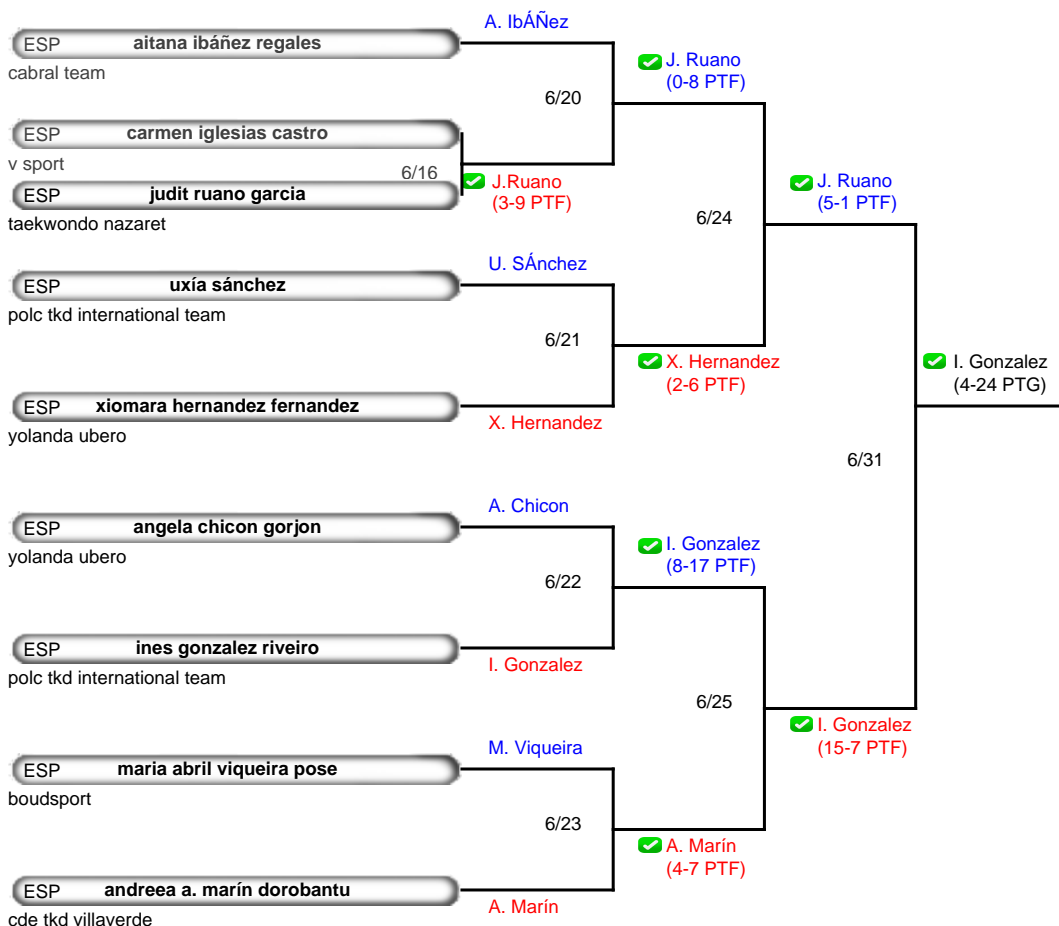 A. IbÁÑez
ESP aitana ibáñez regales
cabral team
J. Ruano
(0-8 PTF)
6/20
ESP carmen iglesias castro
v sport
6/16
J.Ruano
(3-9 PTF)
ESP judit ruano garcia
taekwondo nazaret
J. Ruano
(5-1 PTF)
6/24
U. SÁnchez
ESP uxía sánchez
polc tkd international team
6/21
X. Hernandez
(2-6 PTF)
I. Gonzalez
(4-24 PTG)
ESP xiomara hernandez fernandez
X. Hernandez
yolanda ubero
6/31
A. Chicon
ESP angela chicon gorjon
yolanda ubero
I. Gonzalez
(8-17 PTF)
6/22
ESP ines gonzalez riveiro
I. Gonzalez
polc tkd international team
6/25
I. Gonzalez
(15-7 PTF)
M. Viqueira
ESP maria abril viqueira pose
boudsport
6/23
A. Marín
(4-7 PTF)
ESP andreea a. marín dorobantu
A. Marín
cde tkd villaverde